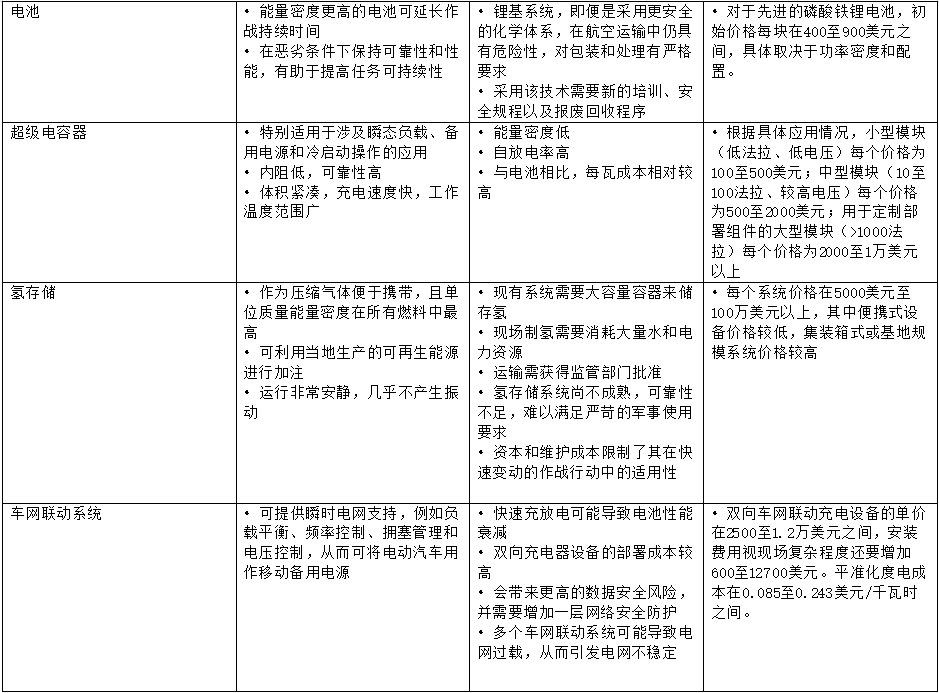 电池
• 能量密度更高的电池可延长作
战持续时间
• 在恶劣条件下保持可靠性和性
能，有助于提高任务可持续性
• 锂基系统，即便是采用更安全
的化学体系，在航空运输中仍具
有危险性，对包装和处理有严格
要求
• 采用该技术需要新的培训、安
全规程以及报废回收程序
• 对于先进的磷酸铁锂电池，初
始价格每块在400至900美元之
间，具体取决于功率密度和配
置。
超级电容器
• 特别适用于涉及瞬态负载、备
用电源和冷启动操作的应用
• 内阻低，可靠性高
• 体积紧凑，充电速度快，工作
温度范围广
• 能量密度低
• 自放电率高
• 与电池相比，每瓦成本相对较
高
• 根据具体应用情况，小型模块
（低法拉、低电压）每个价格为
100至500美元；中型模块（10至
100法拉、较高电压）每个价格
为500至2000美元；用于定制部
署组件的大型模块（>1000法
拉）每个价格为2000至1万美元
以上
氢存储
• 作为压缩气体便于携带，且单
位质量能量密度在所有燃料中最
高
• 可利用当地生产的可再生能源
进行加注
• 运行非常安静，几乎不产生振
动
• 现有系统需要大容量容器来储
存氢
• 现场制氢需要消耗大量水和电
力资源
• 运输需获得监管部门批准
• 氢存储系统尚不成熟，可靠性
不足，难以满足严苛的军事使用
要求
• 资本和维护成本限制了其在快
速变动的作战行动中的适用性
• 每个系统价格在5000美元至
100万美元以上，其中便携式设
备价格较低，集装箱式或基地规
模系统价格较高
车网联动系统
• 可提供瞬时电网支持，例如负
载平衡、频率控制、拥塞管理和
电压控制，从而可将电动汽车用
作移动备用电源
• 快速充放电可能导致电池性能
衰减
• 双向充电器设备的部署成本较
高
• 会带来更高的数据安全风险，
并需要增加一层网络安全防护
• 多个车网联动系统可能导致电
网过载，从而引发电网不稳定
• 双向车网联动充电设备的单价
在2500至1.2万美元之间，安装
费用视现场复杂程度还要增加
600至12700美元。平准化度电成
本在0.085至0.243美元/千瓦时
之间。